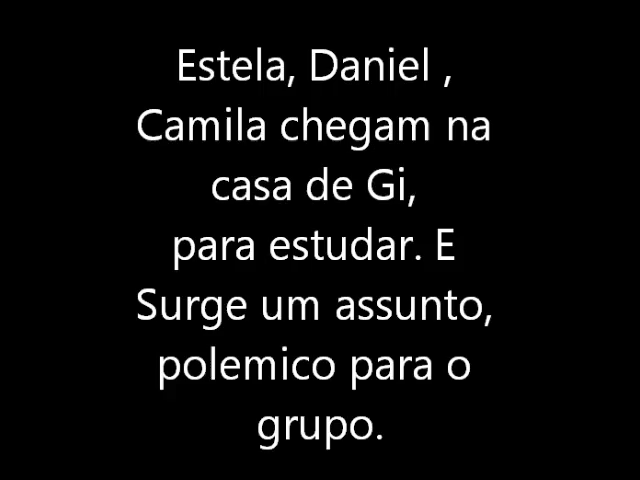 Estela, Daniel ,
Camila chegam na
casa de Gi,
para estudar. E
Surge um assunto,
polemico para o
grupo.